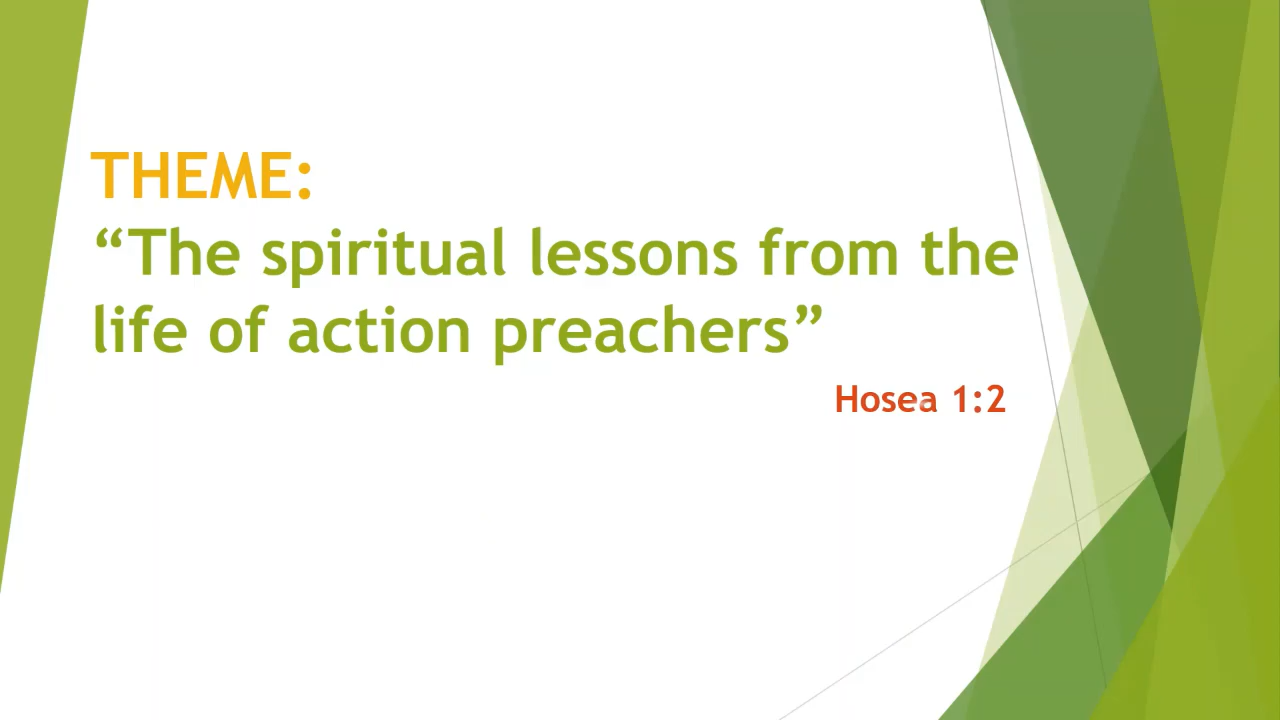 THEME:
“The spiritual lessons from the
life of action preachers”
Hosea 1:2